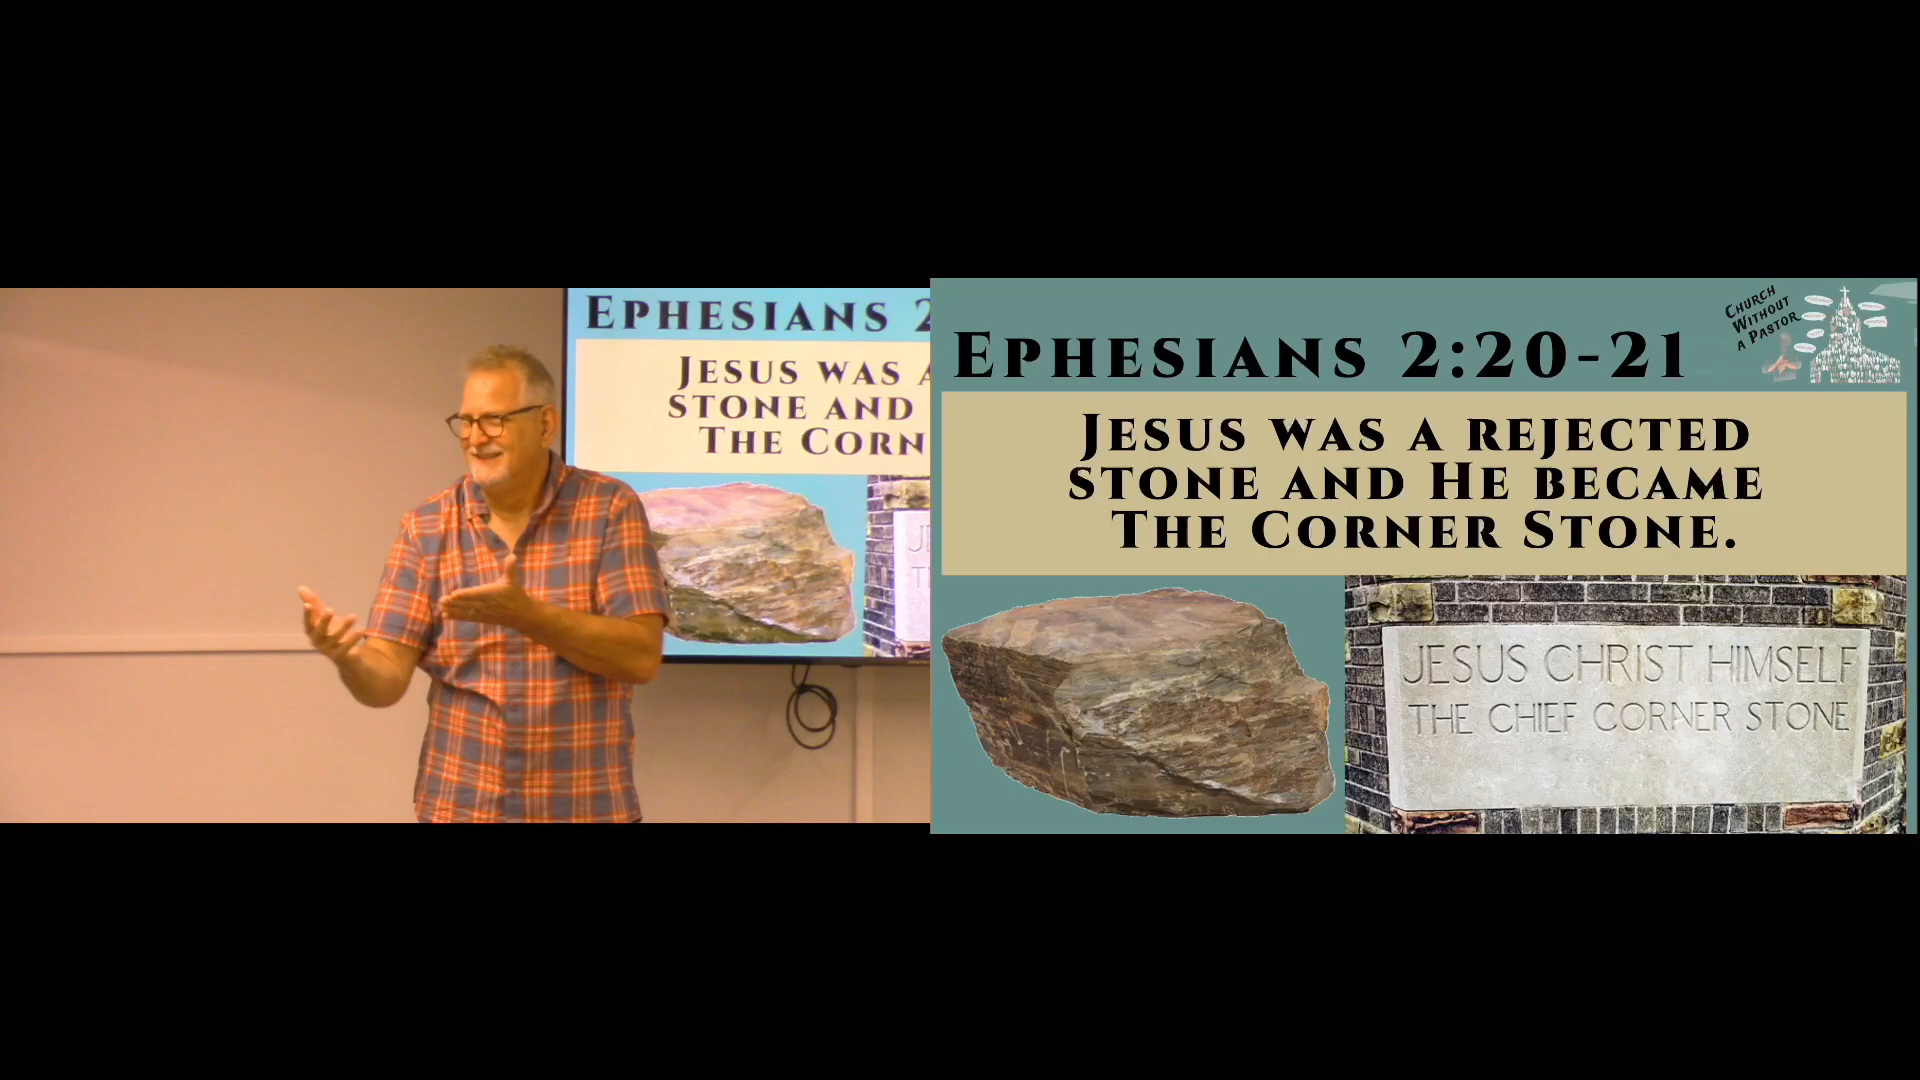 EPHESIANS 2
JESUS WAS A
STONE AND
THE CORN
EPHESIANS 2:20-21
CHURCH
WITHOUT
A PASTOR
JESUS WAS A REJECTED
STONE AND HE BECAME
THE CORNER STONE.
JESUS CHRIST HIMSELF
THE CHIEF CORNER STONE